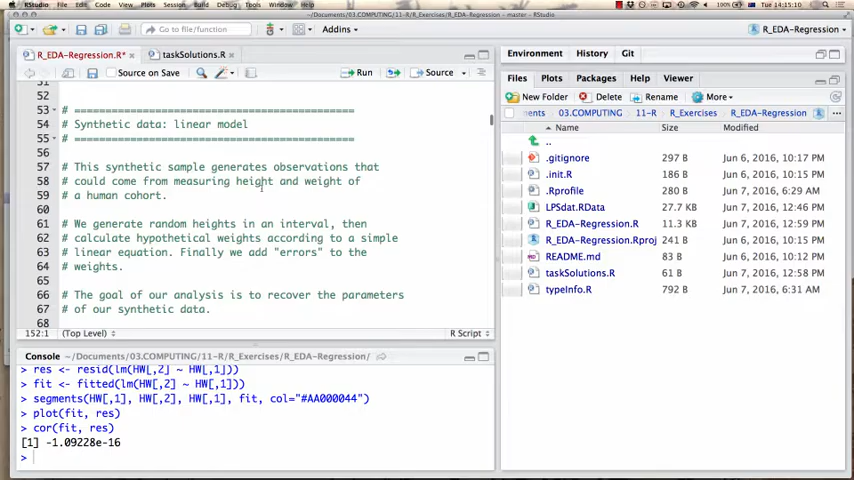 RStudio File Edit Code View Plots Session Build Debug Tools Window Help 100% Tue 14:15:10
~/Documents/03.COMPUTING/11-R/R_Exercises/R_EDA-Regression - master - RStudio
Go to file/function Addins R_EDA-Regression
R_EDA-Regression.R* taskSolutions.R
Source on Save Run Source
51
52
53 # =============================================
54 # Synthetic data: linear model
55 # =============================================
56
57 # This synthetic sample generates observations that
58 # could come from measuring height and weight of
59 # a human cohort.
60
61 # We generate random heights in an interval, then
62 # calculate hypothetical weights according to a simple
63 # linear equation. Finally we add "errors" to the
64 # weights.
65
66 # The goal of our analysis is to recover the parameters
67 # of our synthetic data.
68
152:1 (Top Level) R Script
Console ~/Documents/03.COMPUTING/11-R/R_Exercises/R_EDA-Regression/
> res <- resid(lm(HW[,2] ~ HW[,1]))
> fit <- fitted(lm(HW[,2] ~ HW[,1]))
> segments(HW[,1], HW[,2], HW[,1], fit, col="#AA000044")
> plot(fit, res)
> cor(fit, res)
[1] -1.09228e-16
>
Environment History Git
Files Plots Packages Help Viewer
New Folder Delete Rename More
ments 03.COMPUTING 11-R R_Exercises R_EDA-Regression ...
Name Size Modified
..
.gitignore 297 B Jun 6, 2016, 10:17 PM
.init.R 186 B Jun 6, 2016, 10:15 PM
.Rprofile 280 B Jun 7, 2016, 6:29 AM
LPSdat.RData 27.7 KB Jun 7, 2016, 6:46 AM
R_EDA-Regression.R 11.3 KB Jun 7, 2016, 12:59 PM
R_EDA-Regression.Rproj 241 B Jun 6, 2016, 10:15 PM
README.md 83 B Jun 6, 2016, 10:12 PM
taskSolutions.R 61 B Jun 7, 2016, 12:58 PM
typeInfo.R 792 B Jun 7, 2016, 6:31 AM